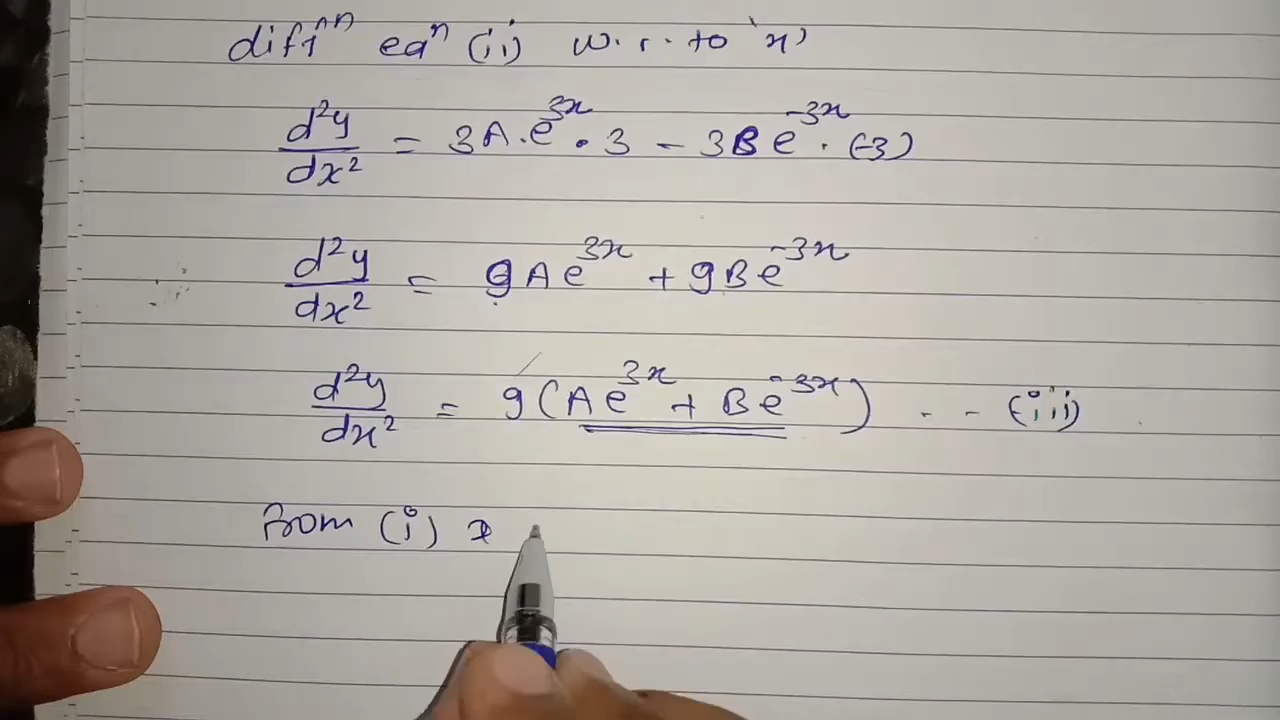 diffⁿⁿ eqⁿ (ii) w.r. to 'x'
d²y/dx² = 3A.e^3x • 3 - 3Be^-3x . (-3)
d²y/dx² = 9Ae^3x + 9Be^-3x
d²y/dx² = 9(Ae^3x + Be^-3x) - - (iii)
From (i)